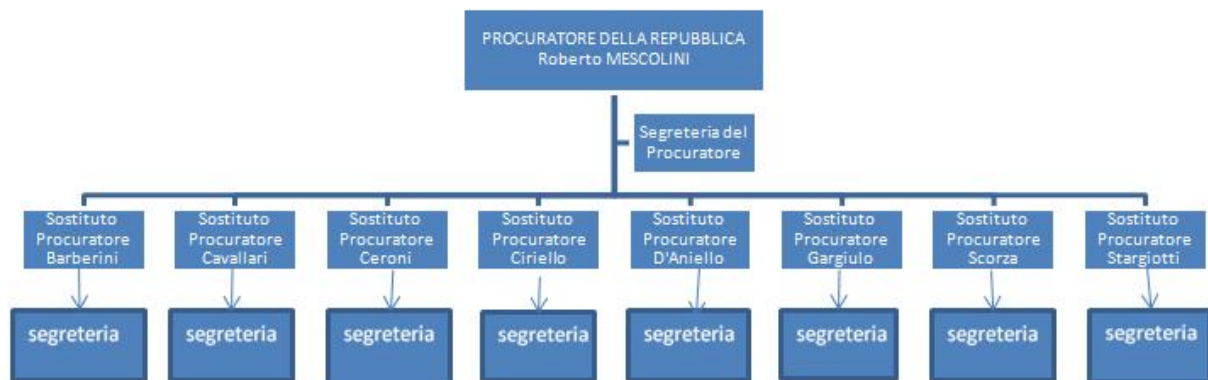 PROCURATORE DELLA REPUBBLICA
Roberto MESCOLINI
Segreteria del
Procuratore
Sostituto
Procuratore
Barberini
Sostituto
Procuratore
Cavallari
Sostituto
Procuratore
Ceroni
Sostituto
Procuratore
Ciriello
Sostituto
Procuratore
D'Aniello
Sostituto
Procuratore
Gargiulo
Sostituto
Procuratore
Scorza
Sostituto
Procuratore
Stargiotti
segreteria
segreteria
segreteria
segreteria
segreteria
segreteria
segreteria
segreteria